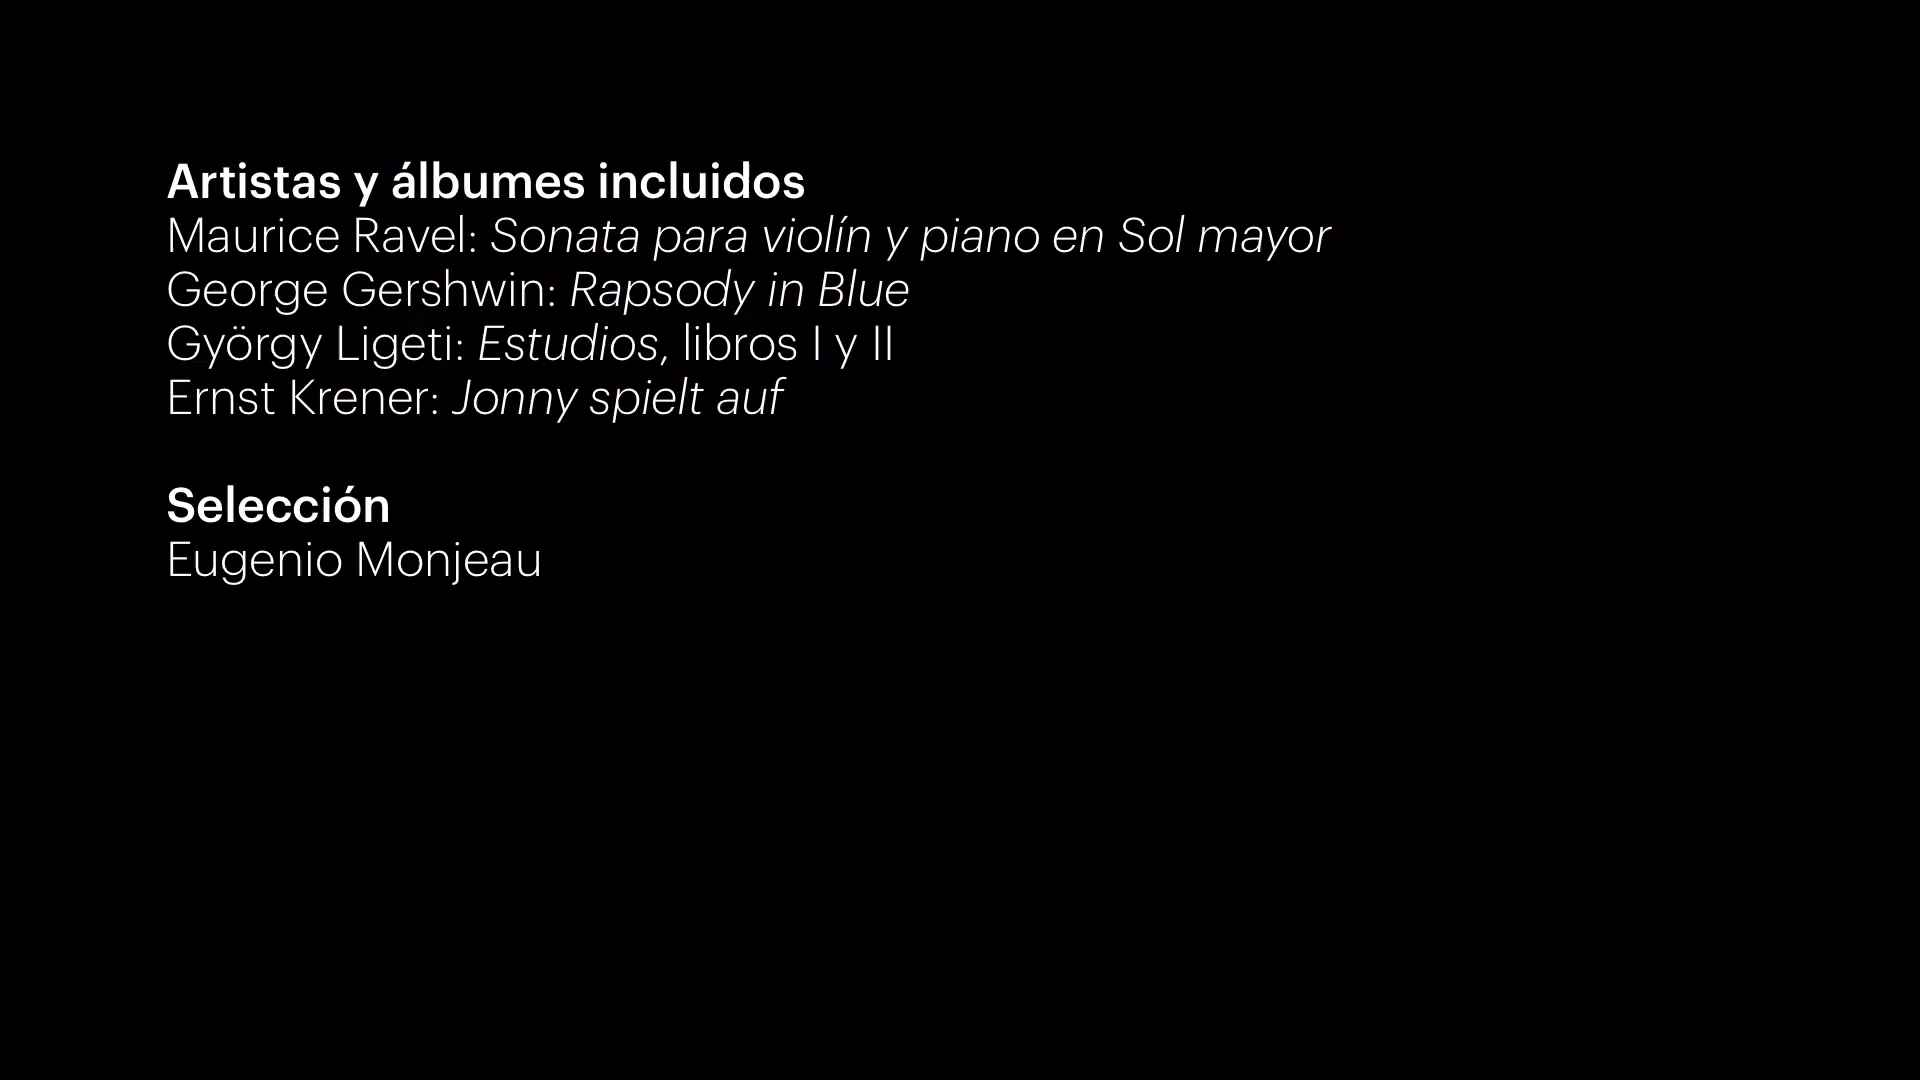 Artistas y álbumes incluidos
Maurice Ravel: Sonata para violín y piano en Sol mayor
George Gershwin: Rapsody in Blue
György Ligeti: Estudios, libros I y II
Ernst Krener: Jonny spielt auf
Selección
Eugenio Monjeau